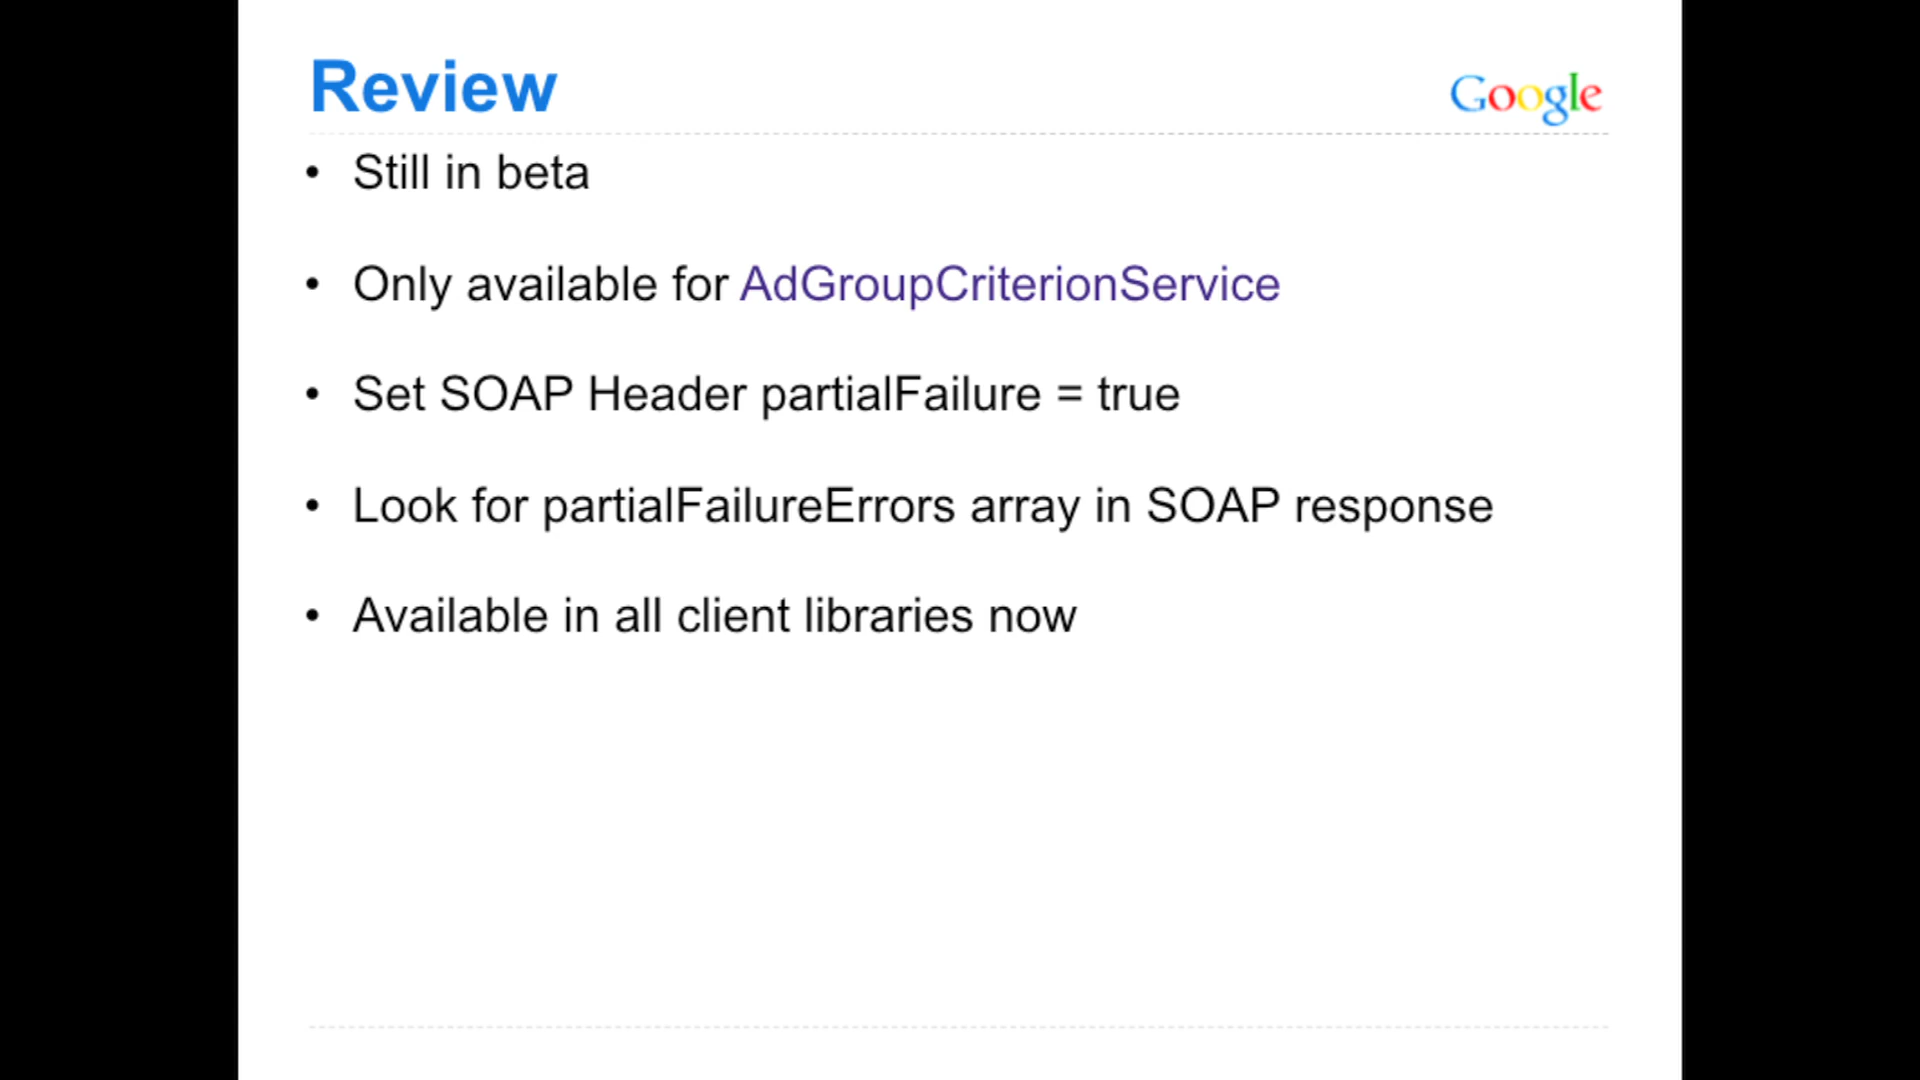 Review
Google
• Still in beta
• Only available for AdGroupCriterionService
• Set SOAP Header partialFailure = true
• Look for partialFailureErrors array in SOAP response
• Available in all client libraries now